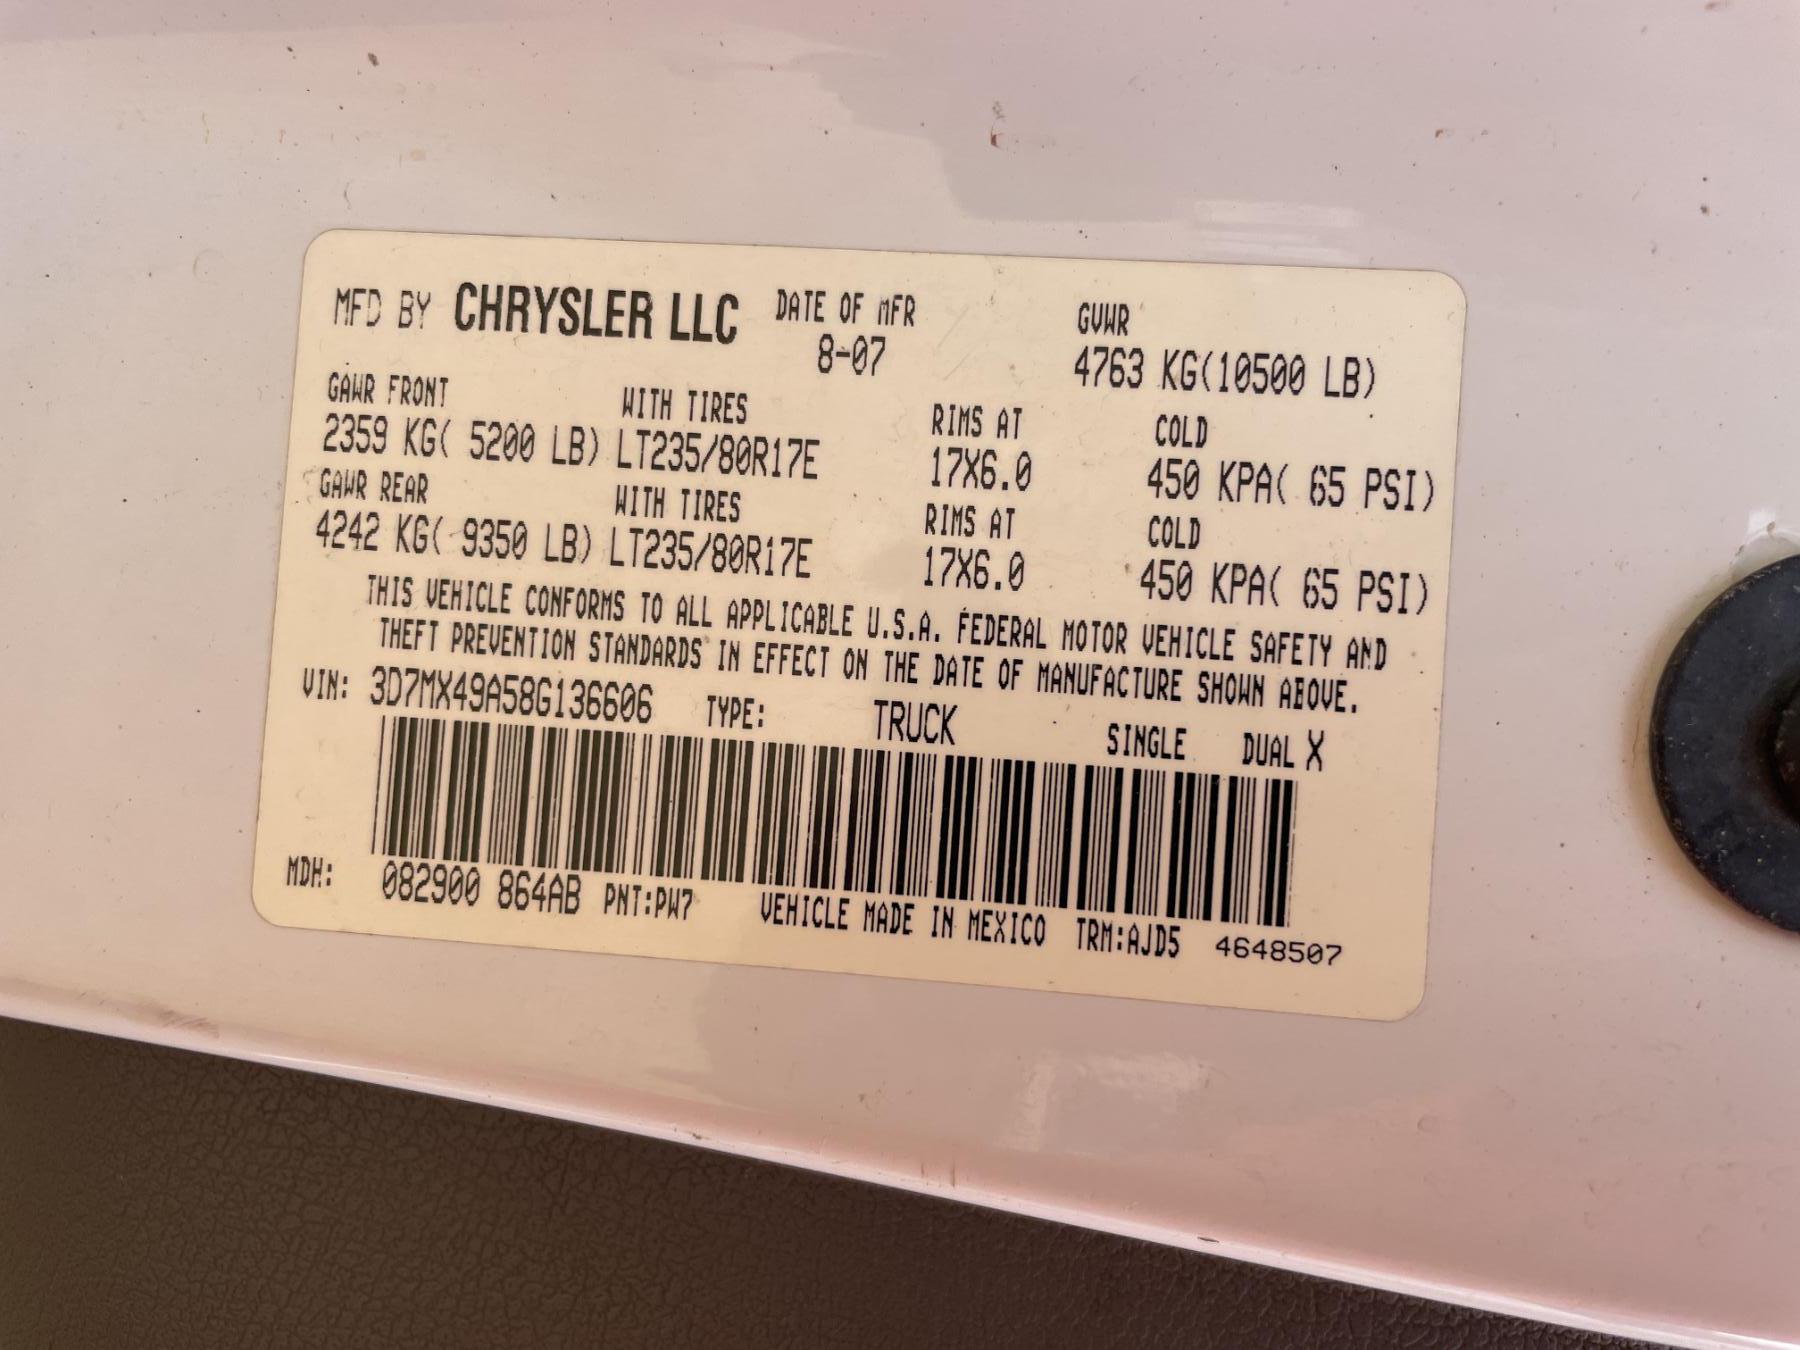 MFD BY CHRYSLER LLC DATE OF MFR GVWR
8-07 4763 KG(10500 LB)
GAWR FRONT WITH TIRES RIMS AT COLD
2359 KG( 5200 LB) LT235/80R17E 17X6.0 450 KPA( 65 PSI)
GAWR REAR WITH TIRES RIMS AT COLD
4242 KG( 9350 LB) LT235/80R17E 17X6.0 450 KPA( 65 PSI)
THIS VEHICLE CONFORMS TO ALL APPLICABLE U.S.A. FEDERAL MOTOR VEHICLE SAFETY AND
THEFT PREVENTION STANDARDS IN EFFECT ON THE DATE OF MANUFACTURE SHOWN ABOVE.
VIN: 3D7MX49A58G136606 TYPE: TRUCK SINGLE DUAL X
MDH: 082900 864AB PNT:PW7 VEHICLE MADE IN MEXICO TRM:AJD5 4648507